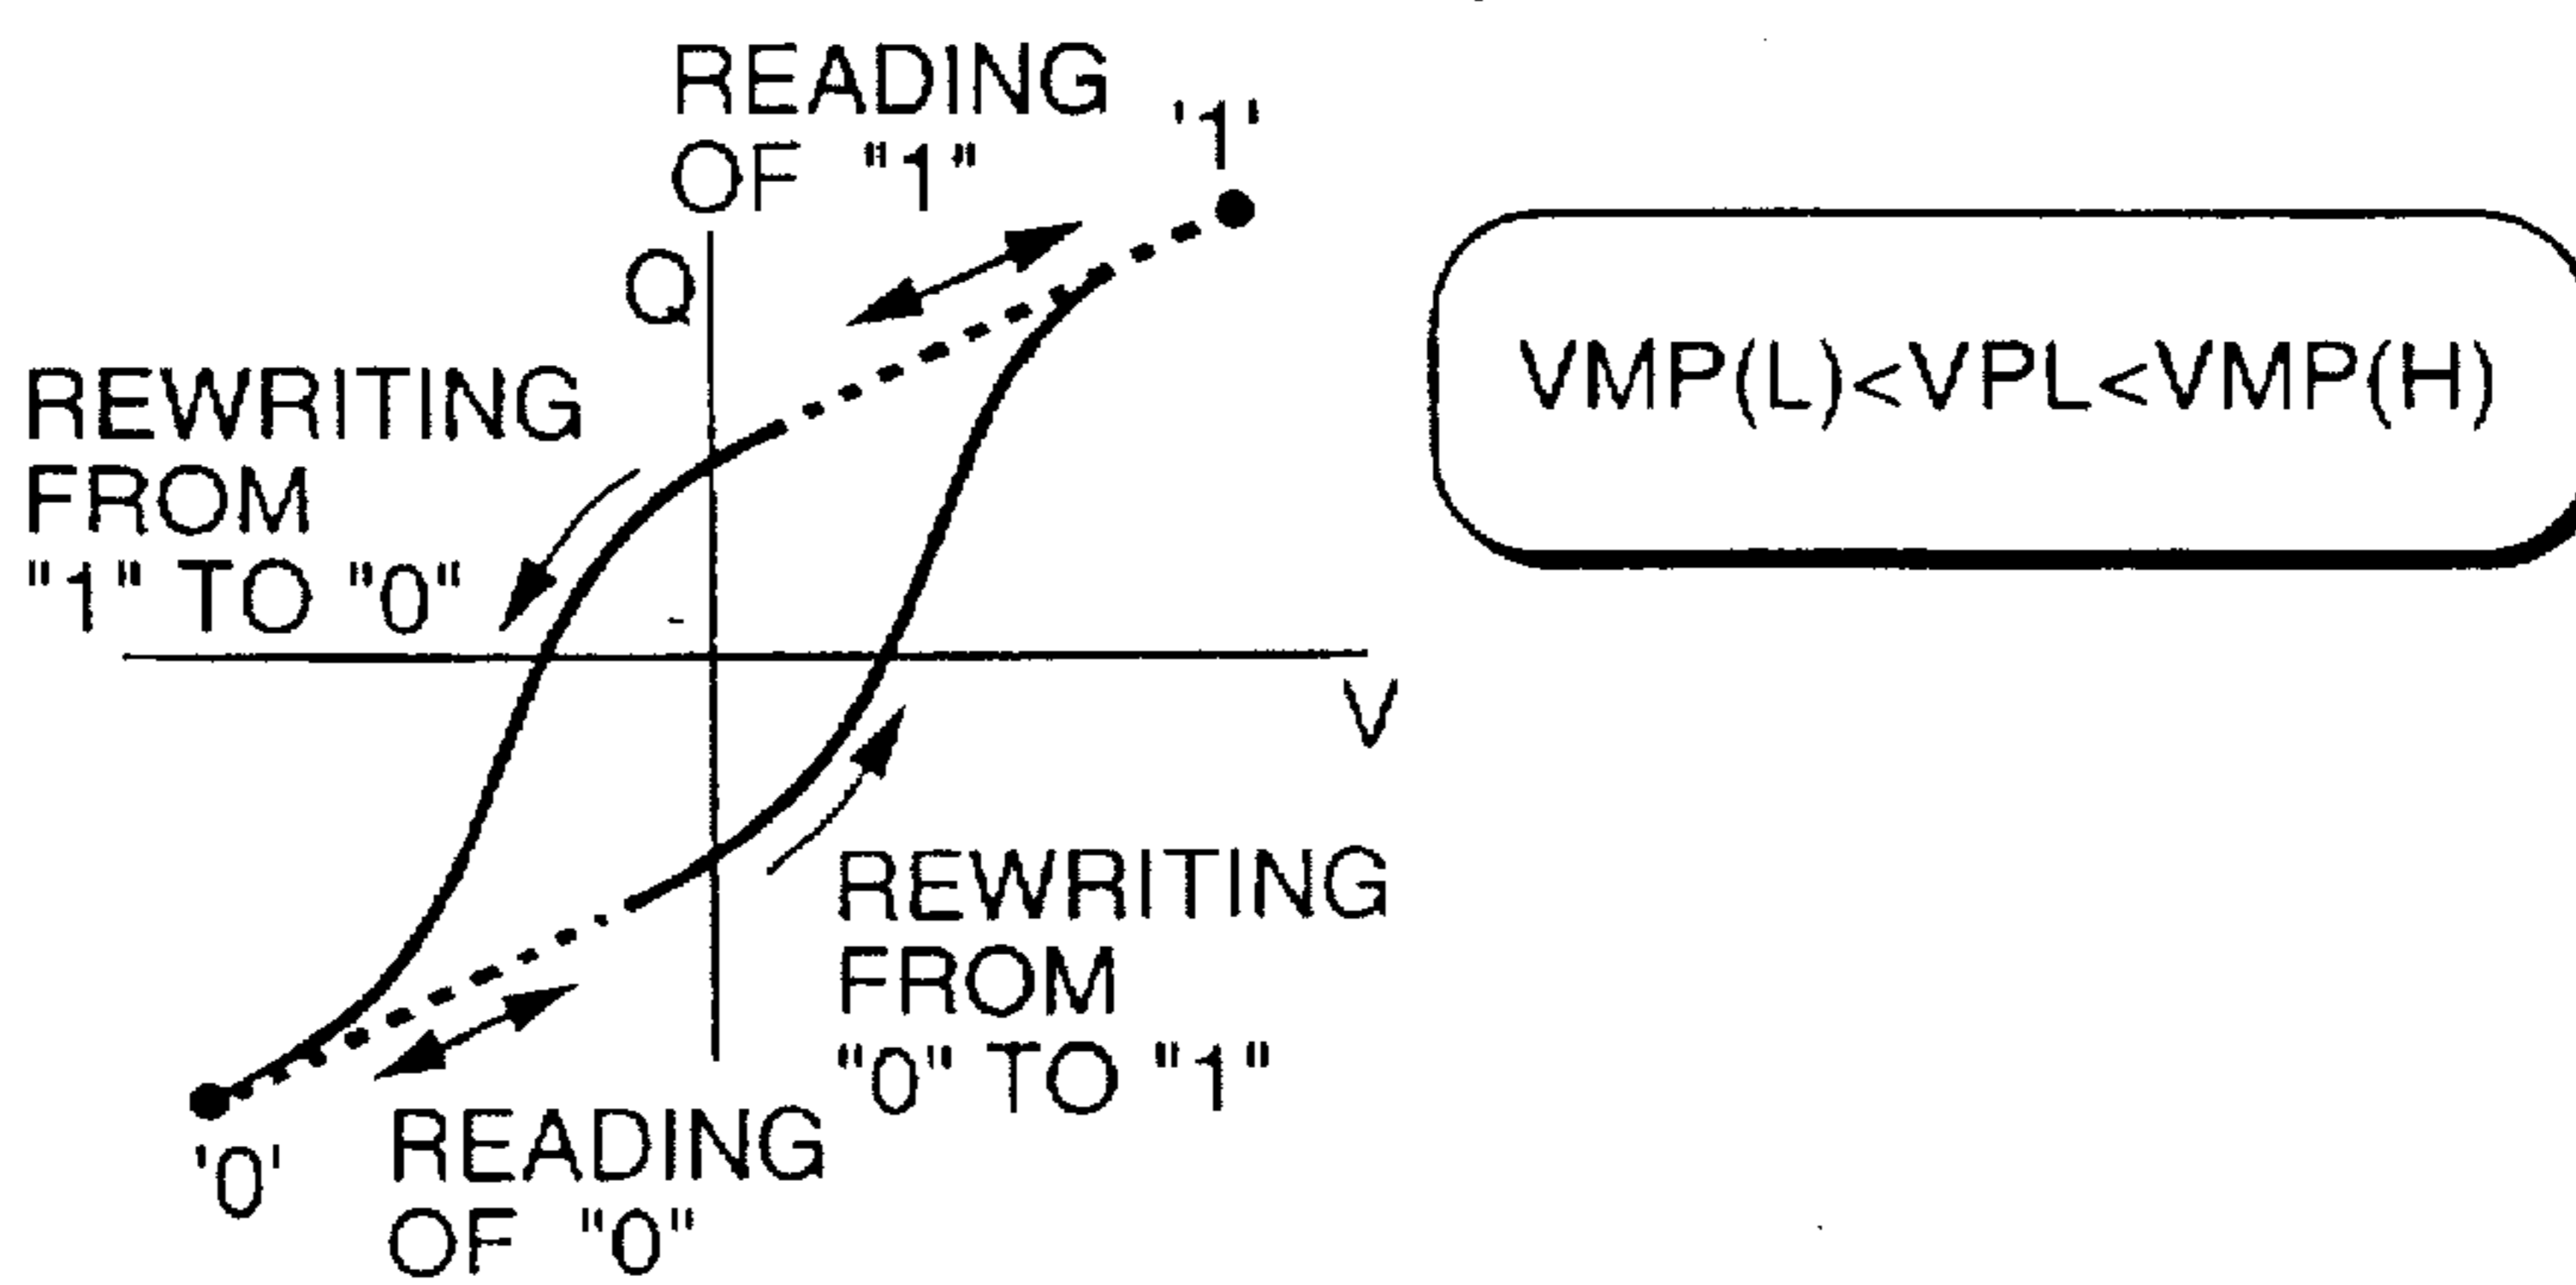 READING
OF "1"
'1'
Q
VMP(L)<VPL<VMP(H)
REWRITING
FROM
"1" TO "0"
V
REWRITING
FROM
"0" TO "1"
'0'
READING
OF "0"